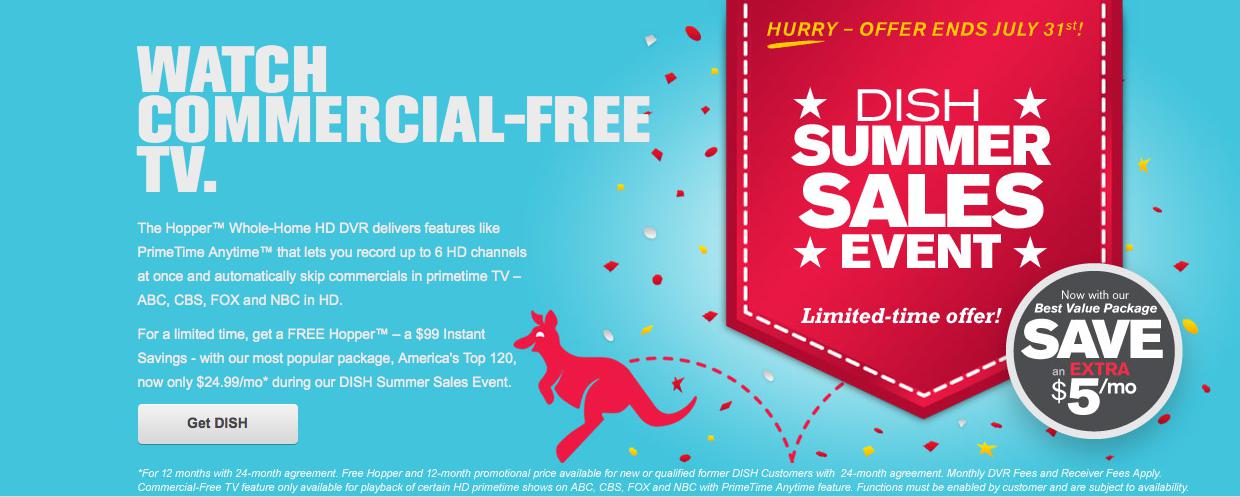 WATCH
COMMERCIAL-FREE
TV.
The Hopper™ Whole-Home HD DVR delivers features like
PrimeTime Anytime™ that lets you record up to 6 HD channels
at once and automatically skip commercials in primetime TV –
ABC, CBS, FOX and NBC in HD.
For a limited time, get a FREE Hopper™ – a $99 Instant
Savings - with our most popular package, America's Top 120,
now only $24.99/mo* during our DISH Summer Sales Event.
Get DISH
HURRY – OFFER ENDS JULY 31st!
DISH
SUMMER
SALES
EVENT
Limited-time offer!
Now with our
Best Value Package
SAVE
an EXTRA
$5/mo
*For 12 months with 24-month agreement. Free Hopper and 12-month promotional price available for new or qualified former DISH Customers with 24-month agreement. Monthly DVR Fees and Receiver Fees Apply.
Commercial-Free TV feature only available for playback of certain HD primetime shows on ABC, CBS, FOX and NBC with PrimeTime Anytime feature. Functions must be enabled by customer and are subject to availability.